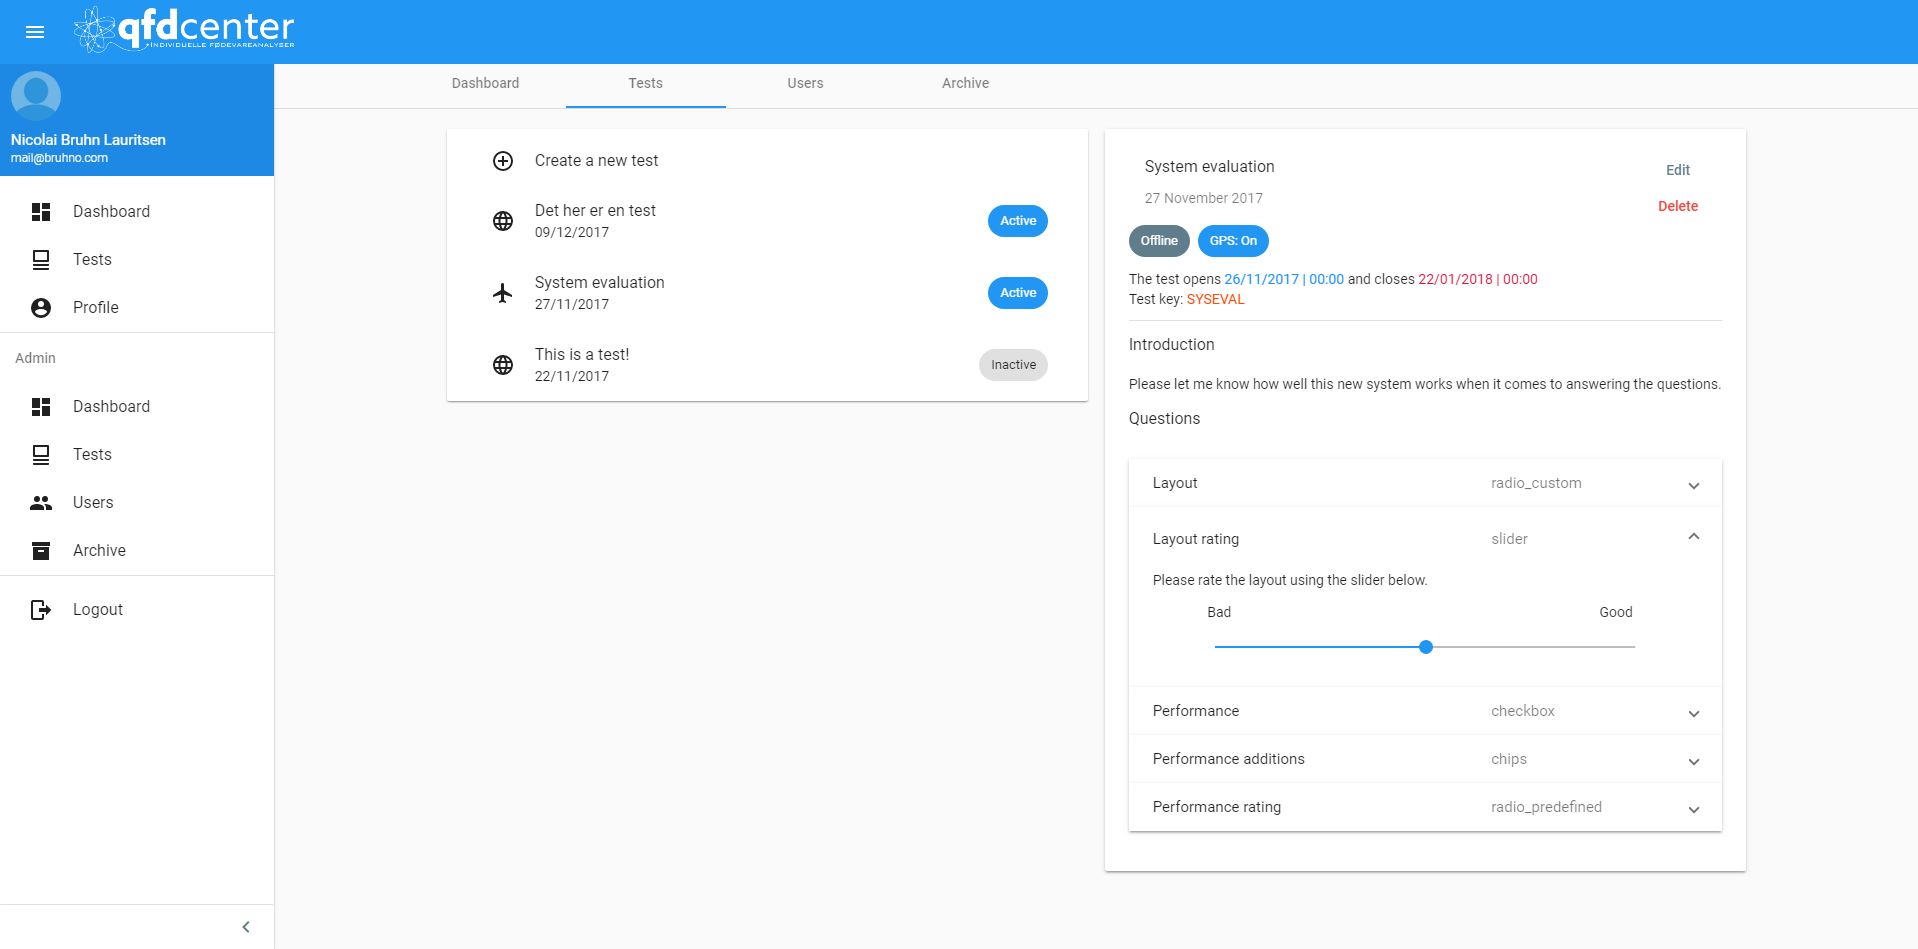 qfdcenter
INDIVIDUELLE FØDEVAREANALYSER
Nicolai Bruhn Lauritsen
mail@bruhno.com
Dashboard
Tests
Profile
Admin
Dashboard
Tests
Users
Archive
Logout
Dashboard Tests Users Archive
Create a new test
Det her er en test
09/12/2017
Active
System evaluation
27/11/2017
Active
This is a test!
22/11/2017
Inactive
System evaluation
Edit
27 November 2017
Delete
Offline GPS: On
The test opens 26/11/2017 | 00:00 and closes 22/01/2018 | 00:00
Test key: SYSEVAL
Introduction
Please let me know how well this new system works when it comes to answering the questions.
Questions
Layout radio_custom
Layout rating slider
Please rate the layout using the slider below.
Bad Good
Performance checkbox
Performance additions chips
Performance rating radio_predefined